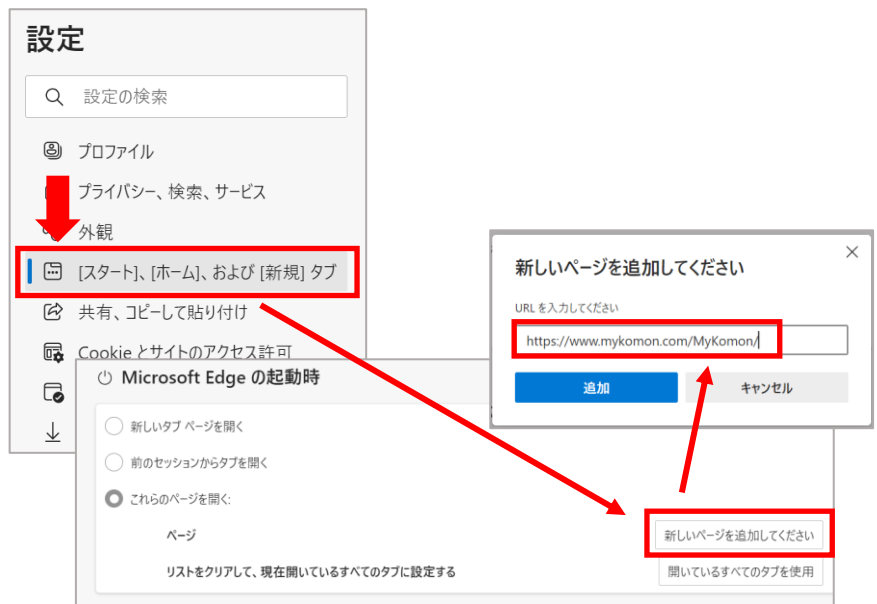 設定
設定の検索
プロファイル
プライバシー、検索、サービス
外観
[スタート]、[ホーム]、および [新規] タブ
共有、コピーして貼り付け
Cookie とサイトのアクセス許可
新しいページを追加してください
URL を入力してください
https://www.mykomon.com/MyKomon/
追加
キャンセル
Microsoft Edge の起動時
新しいタブ ページを開く
前のセッションからタブを開く
これらのページを開く:
ページ
新しいページを追加してください
リストをクリアして、現在開いているすべてのタブに設定する
開いているすべてのタブを使用